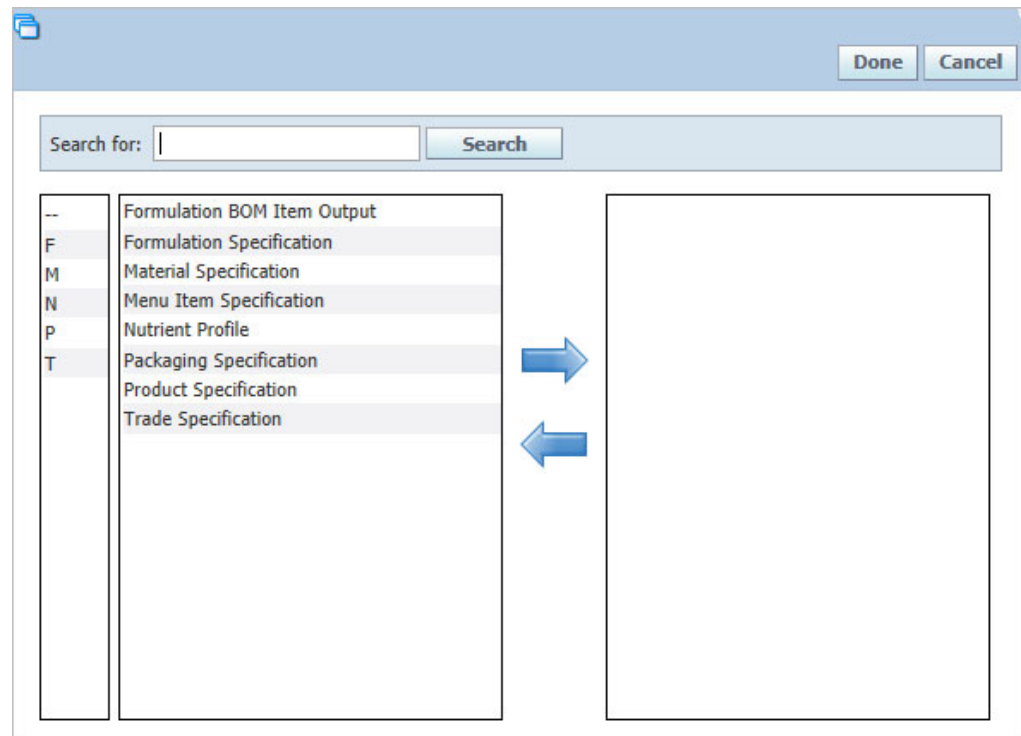 Done Cancel
Search for: Search
--
F
M
N
P
T
Formulation BOM Item Output
Formulation Specification
Material Specification
Menu Item Specification
Nutrient Profile
Packaging Specification
Product Specification
Trade Specification